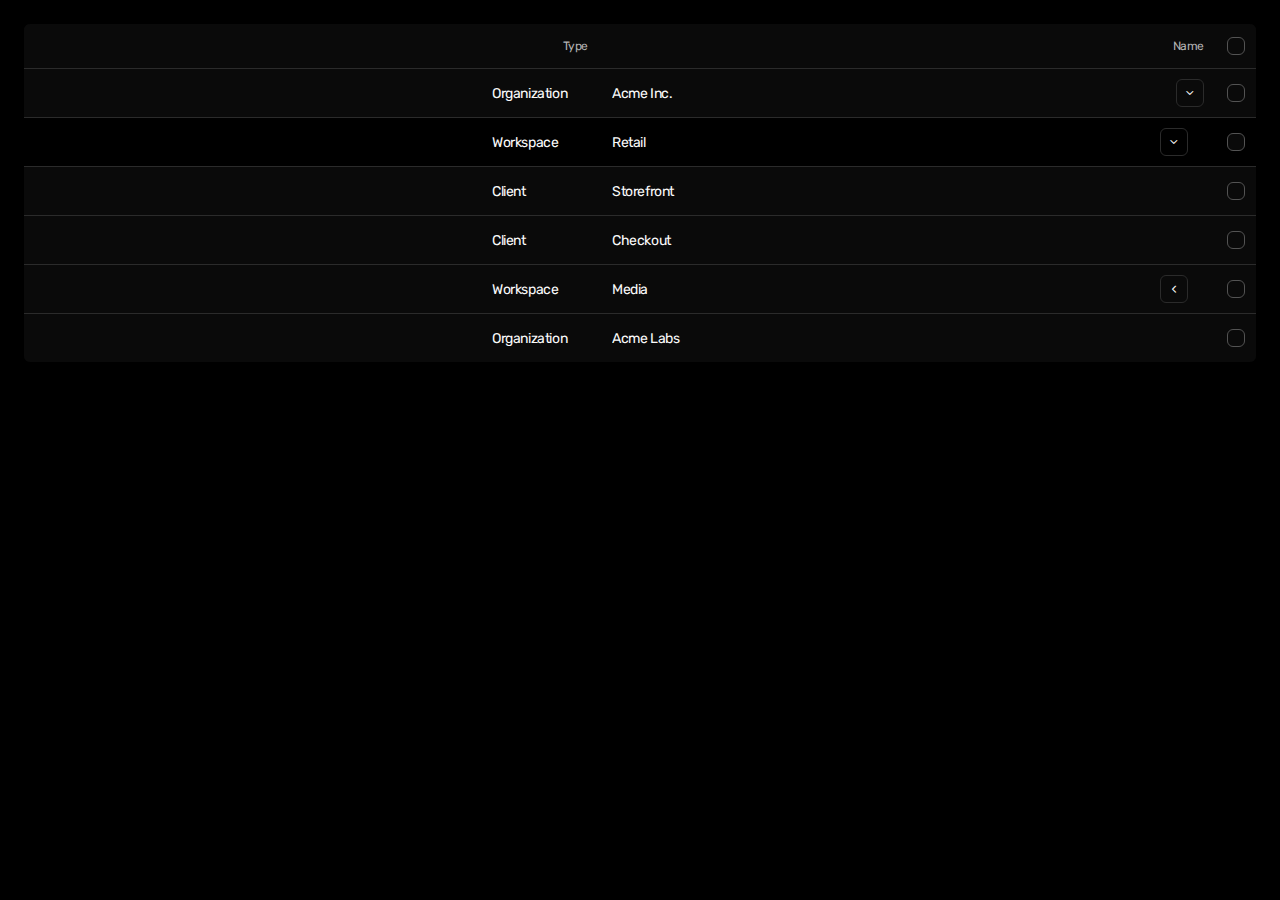 Name Type
Acme Inc. Organization
Retail Workspace
Storefront Client
Checkout Client
Media Workspace
Acme Labs Organization